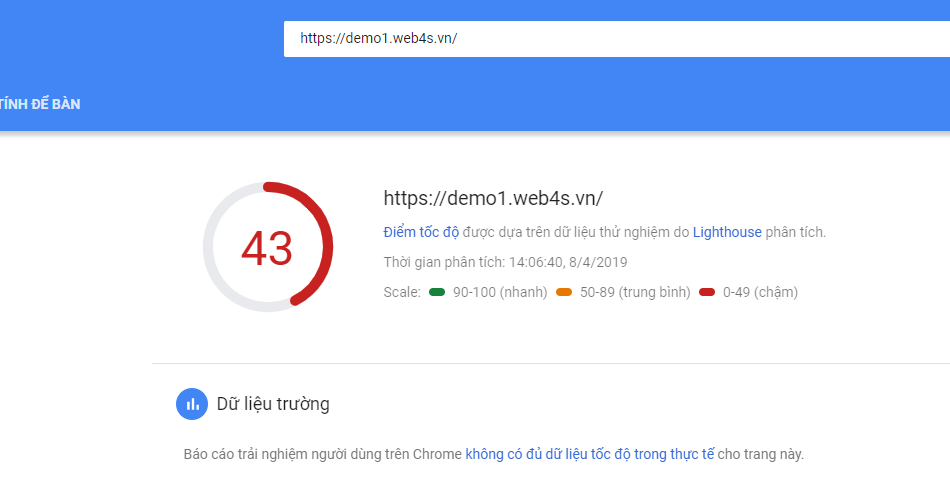 https://demo1.web4s.vn/
TÍNH ĐỂ BÀN
43
https://demo1.web4s.vn/
Điểm tốc độ được dựa trên dữ liệu thử nghiệm do Lighthouse phân tích.
Thời gian phân tích: 14:06:40, 8/4/2019
Scale: 90-100 (nhanh) 50-89 (trung bình) 0-49 (chậm)
Dữ liệu trường
Báo cáo trải nghiệm người dùng trên Chrome không có đủ dữ liệu tốc độ trong thực tế cho trang này.